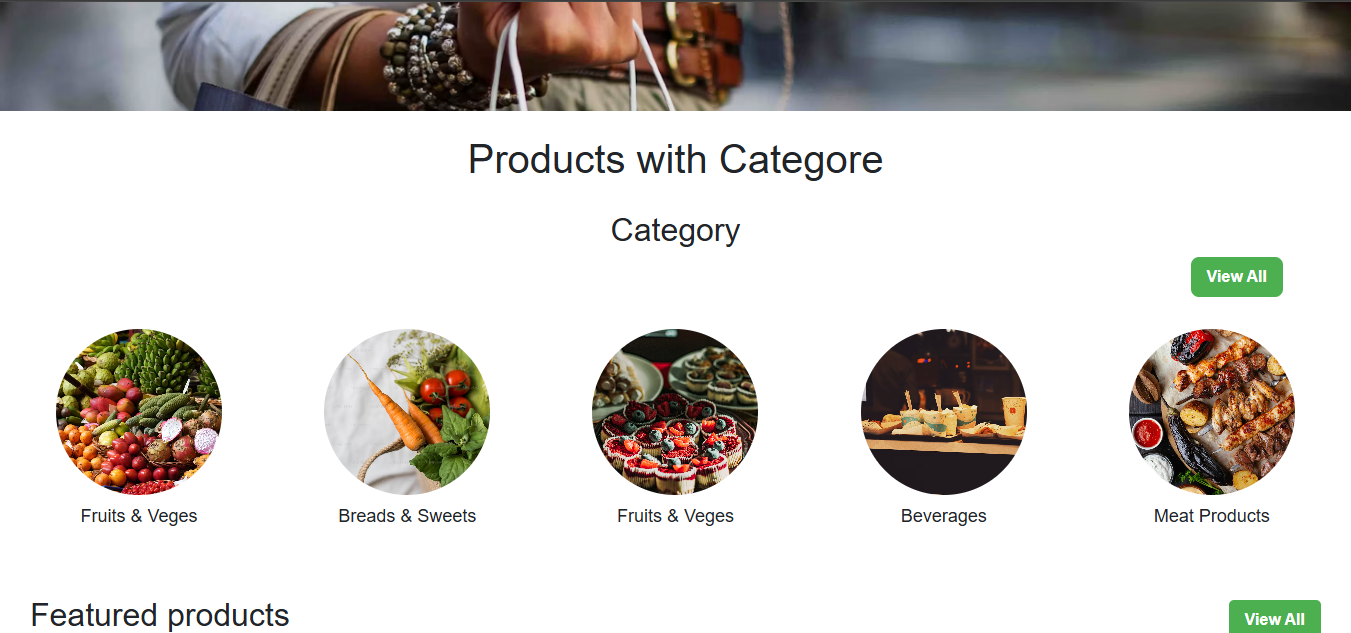 Products with Categore
Category
View All
Fruits & Veges
Breads & Sweets
Fruits & Veges
Beverages
Meat Products
Featured products
View All